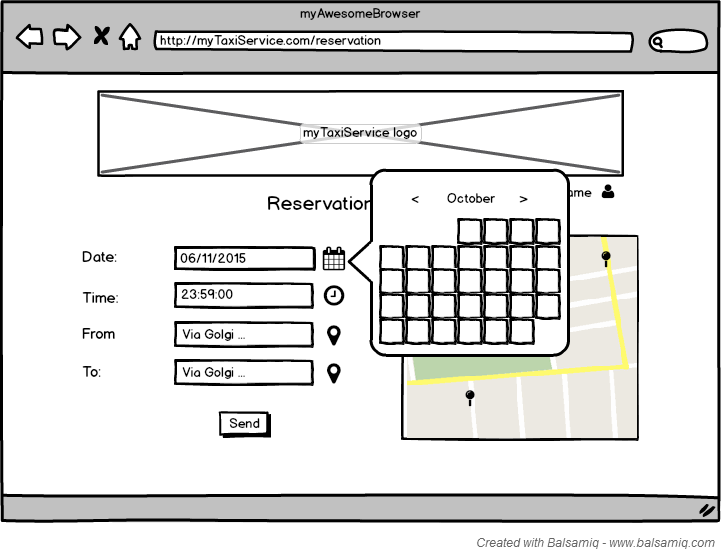 myAwesomeBrowser
http://myTaxiService.com/reservation
myTaxiService logo
Reservation
ame
< October >
Date:
06/11/2015
Time:
23:59:00
From
Via Golgi ...
To:
Via Golgi ...
Send
Created with Balsamiq - www.balsamiq.com